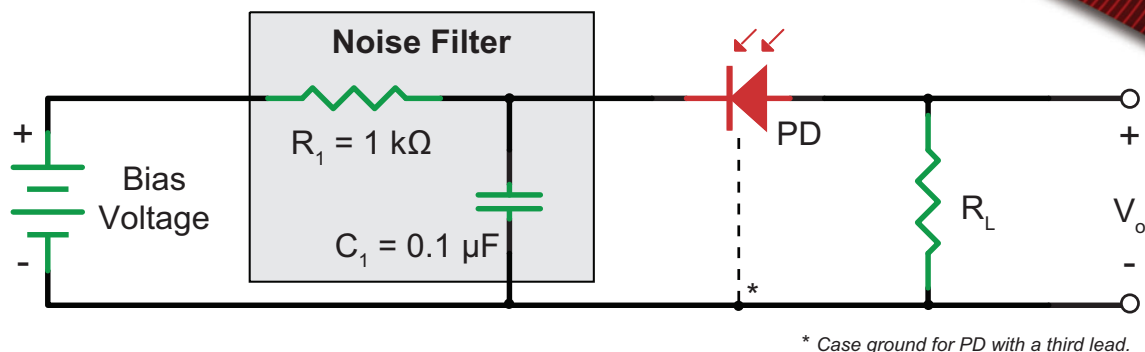 Noise Filter
R1 = 1 kΩ
PD
+
Bias
Voltage
-
C1 = 0.1 µF
*
RL
+
Vo
-
* Case ground for PD with a third lead.